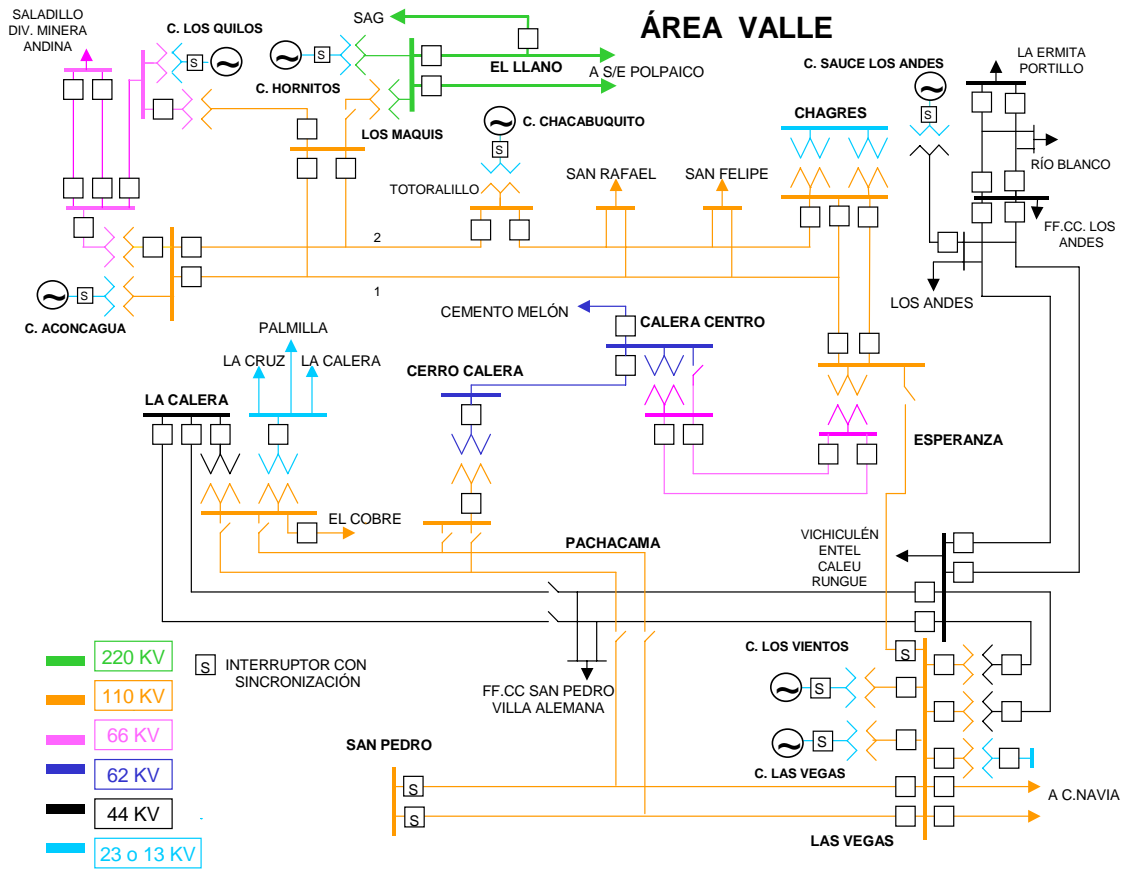 ÁREA VALLE
SALADILLO
DIV. MINERA
ANDINA
C. LOS QUILOS
S
SAG
S
C. HORNITOS
EL LLANO
A S/E POLPAICO
LOS MAQUIS
C. SAUCE LOS ANDES
S
LA ERMITA
PORTILLO
RÍO BLANCO
FF.CC. LOS
ANDES
LOS ANDES
C. CHACABUQUITO
S
TOTORALILLO
SAN RAFAEL
SAN FELIPE
CHAGRES
2
1
S
C. ACONCAGUA
PALMILLA
LA CRUZ
LA CALERA
LA CALERA
CEMENTO MELÓN
CALERA CENTRO
CERRO CALERA
ESPERANZA
EL COBRE
PACHACAMA
VICHICULÉN
ENTEL
CALEU
RUNGUE
FF.CC SAN PEDRO
VILLA ALEMANA
C. LOS VIENTOS
S
S
S
C. LAS VEGAS
SAN PEDRO
S
S
A C.NAVIA
LAS VEGAS
220 KV
S
INTERRUPTOR CON
SINCRONIZACIÓN
110 KV
66 KV
62 KV
44 KV
23 o 13 KV